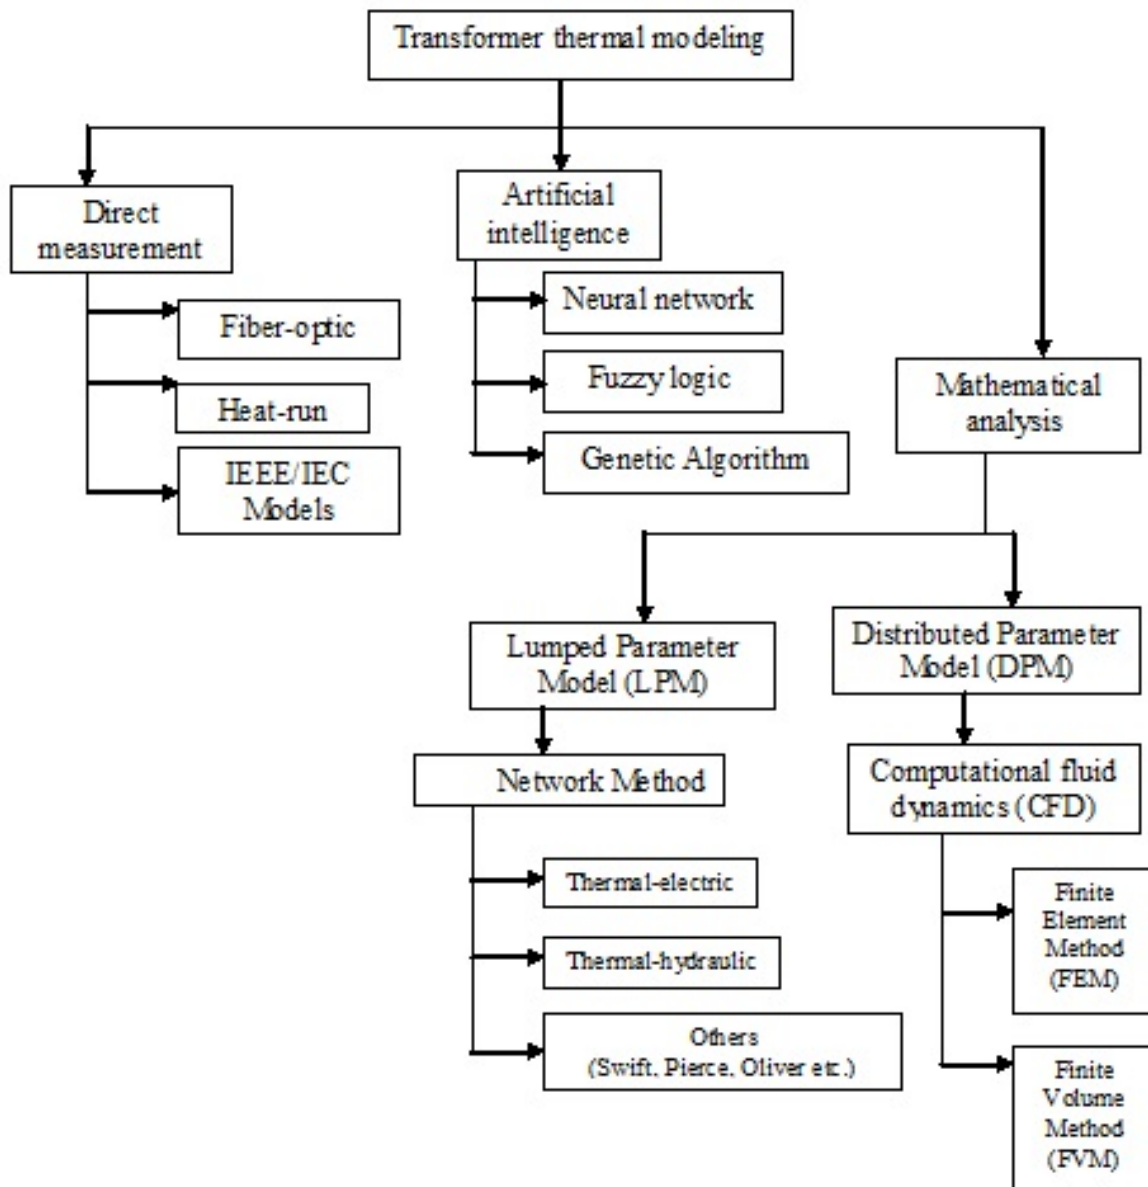 Transformer thermal modeling
Direct
measurement
Fiber-optic
Heat-run
IEEE/IEC
Models
Artificial
intelligence
Neural network
Fuzzy logic
Genetic Algorithm
Mathematical
analysis
Lumped Parameter
Model (LPM)
Network Method
Thermal-electric
Thermal-hydraulic
Others
(Swift, Pierce, Oliver etc.)
Distributed Parameter
Model (DPM)
Computational fluid
dynamics (CFD)
Finite
Element
Method
(FEM)
Finite
Volume
Method
(FVM)